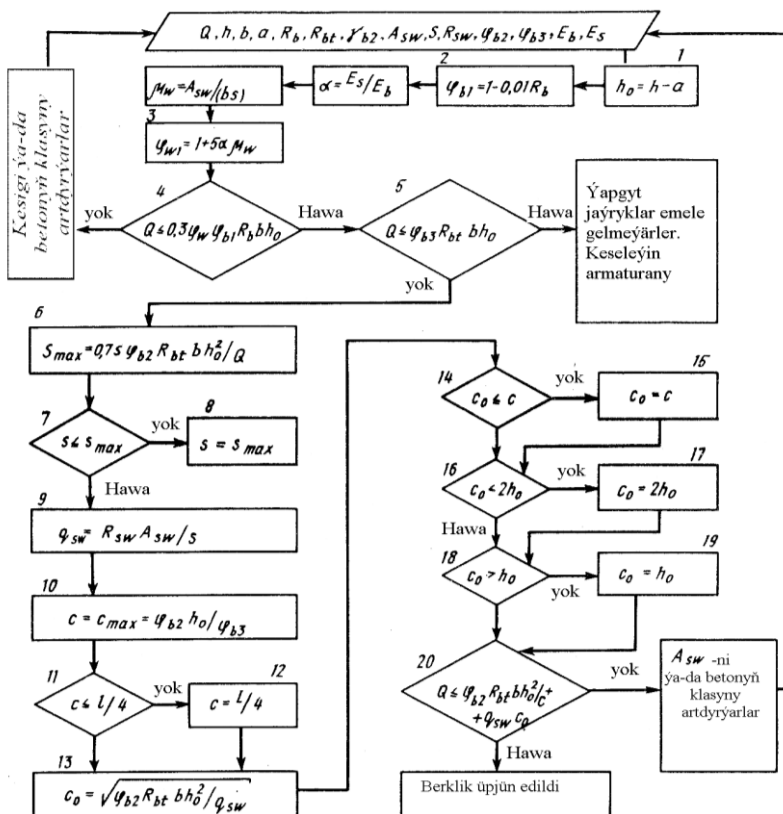 Q, h, b, a, R_b, R_bt, γ_b2, A_sw, S, R_sw, φ_b2, φ_b3, E_b, E_s
1
h_0 = h - a
2
φ_b1 = 1 - 0,01 R_b
α = E_s / E_b
μ_w = A_sw / (bs)
3
φ_w1 = 1 + 5α μ_w
4
Q ≤ 0,3 φ_w φ_b1 R_b bh_0
yok
Hawa
Kesigi ýa-da
betonyň klasyny
artdyrýarlar
5
Q ≤ φ_b3 R_bt bh_0
Hawa
yok
Ýapgyt
jaýryklar emele
gelmeýärler.
Keseleýin
armaturany
6
S_max = 0,7s φ_b2 R_bt bh_0² / Q
7
s ≤ s_max
yok
Hawa
8
s = s_max
9
q_sw = R_sw A_sw / s
10
c = c_max = φ_b2 h_0 / φ_b3
11
c ≤ l/4
yok
12
c = l/4
13
c_0 = √φ_b2 R_bt bh_0² / q_sw
14
c_0 ≤ c
yok
15
c_0 = c
16
c_0 < 2h_0
yok
Hawa
17
c_0 = 2h_0
18
c_0 > h_0
yok
19
c_0 = h_0
20
Q ≤ φ_b2 R_bt bh_0² / c +
+ q_sw c_0
yok
Hawa
A_sw -ni
ýa-da betonyň
klasyny
artdyrýarlar
Berklik üpjün edildi